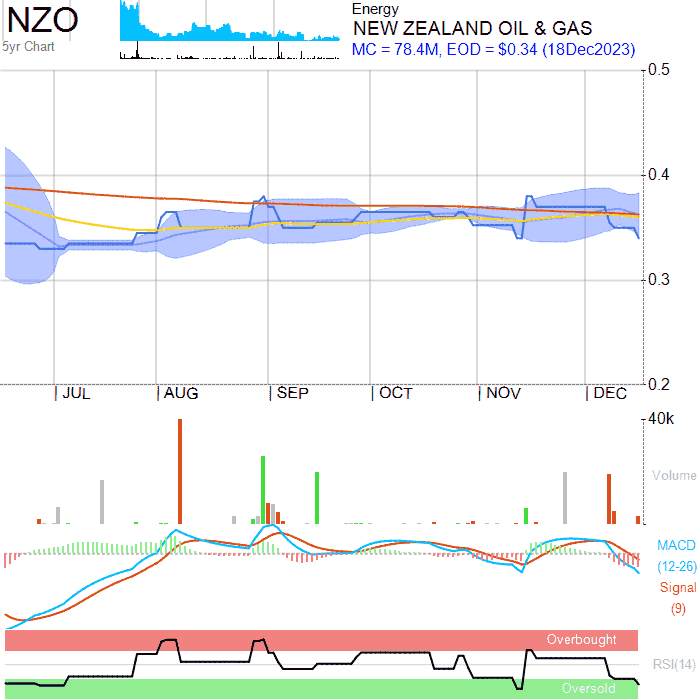 NZO
5yr Chart
Energy
NEW ZEALAND OIL & GAS
MC = 78.4M, EOD = $0.34 (18Dec2023)
0.5
0.4
0.3
0.2
JUL AUG SEP OCT NOV DEC
40k
Volume
MACD
(12-26)
Signal
(9)
Overbought
RSI(14)
Oversold